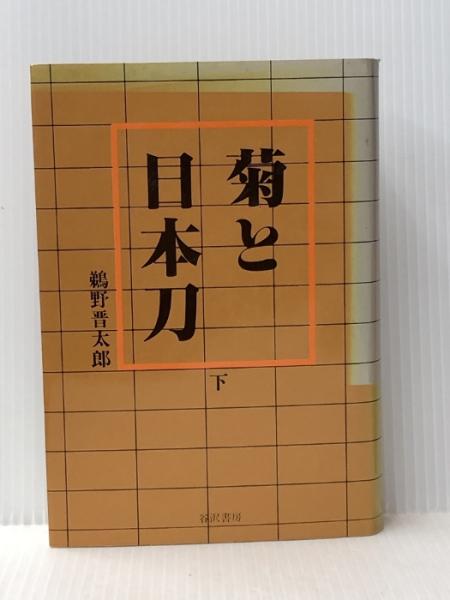 菊と
日本刀
鵜野晋太郎
下
谷沢書房